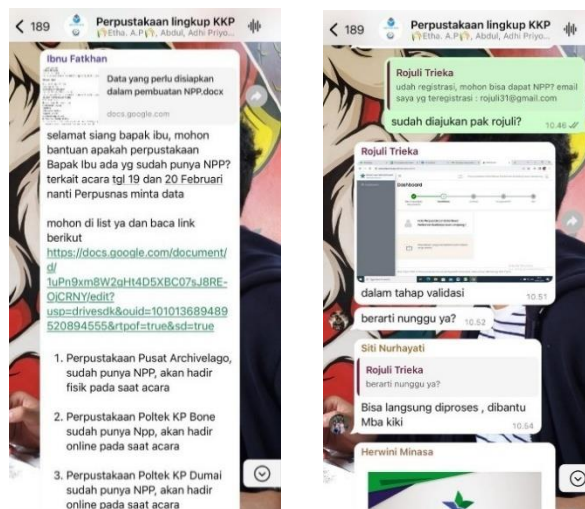 189
Perpustakaan lingkup KKP
Etha. A.P, Abdul, Adhi Priyo...
Ibnu Fatkhan
Data yang perlu disiapkan
dalam pembuatan NPP.docx
docs.google.com
selamat siang bapak ibu, mohon
bantuan apakah perpustakaan
Bapak Ibu ada yg sudah punya NPP?
terkait acara tgl 19 dan 20 Februari
nanti Perpusnas minta data
mohon di list ya dan baca link
berikut
https://docs.google.com/document/
d/
1uPn9xm8W2qHt4D5XBC07sJ8RE-
OjCRNY/edit?
usp=drivesdk&ouid=101013689489
520894555&rtpof=true&sd=true
1. Perpustakaan Pusat Archivelago,
sudah punya NPP, akan hadir
fisik pada saat acara
2. Perpustakaan Poltek KP Bone
sudah punya Npp, akan hadir
online pada saat acara
3. Perpustakaan Poltek KP Dumai
sudah punya NPP, akan hadir
online pada saat acara
189
Perpustakaan lingkup KKP
Etha. A.P, Abdul, Adhi Priyo...
Rojuli Trieka
udah registrasi, mohon bisa dapat NPP? email
saya yg teregistrasi : rojuli31@gmail.com
sudah diajukan pak rojuli?
10.46
Rojuli Trieka
Dashboard
dalam tahap validasi
10.51
berarti nunggu ya?
10.52
Siti Nurhayati
Rojuli Trieka
berarti nunggu ya?
Bisa langsung diproses , dibantu
Mba kiki
10.54
Herwini Minasa